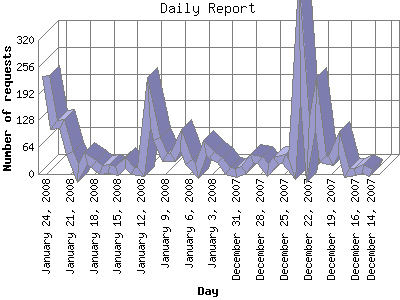 Daily Report
Number of requests
320
256
192
128
64
0
January 24, 2008
January 21, 2008
January 18, 2008
January 15, 2008
January 12, 2008
January 9, 2008
January 6, 2008
January 3, 2008
December 31, 2007
December 28, 2007
December 25, 2007
December 22, 2007
December 19, 2007
December 16, 2007
December 14, 2007
Day